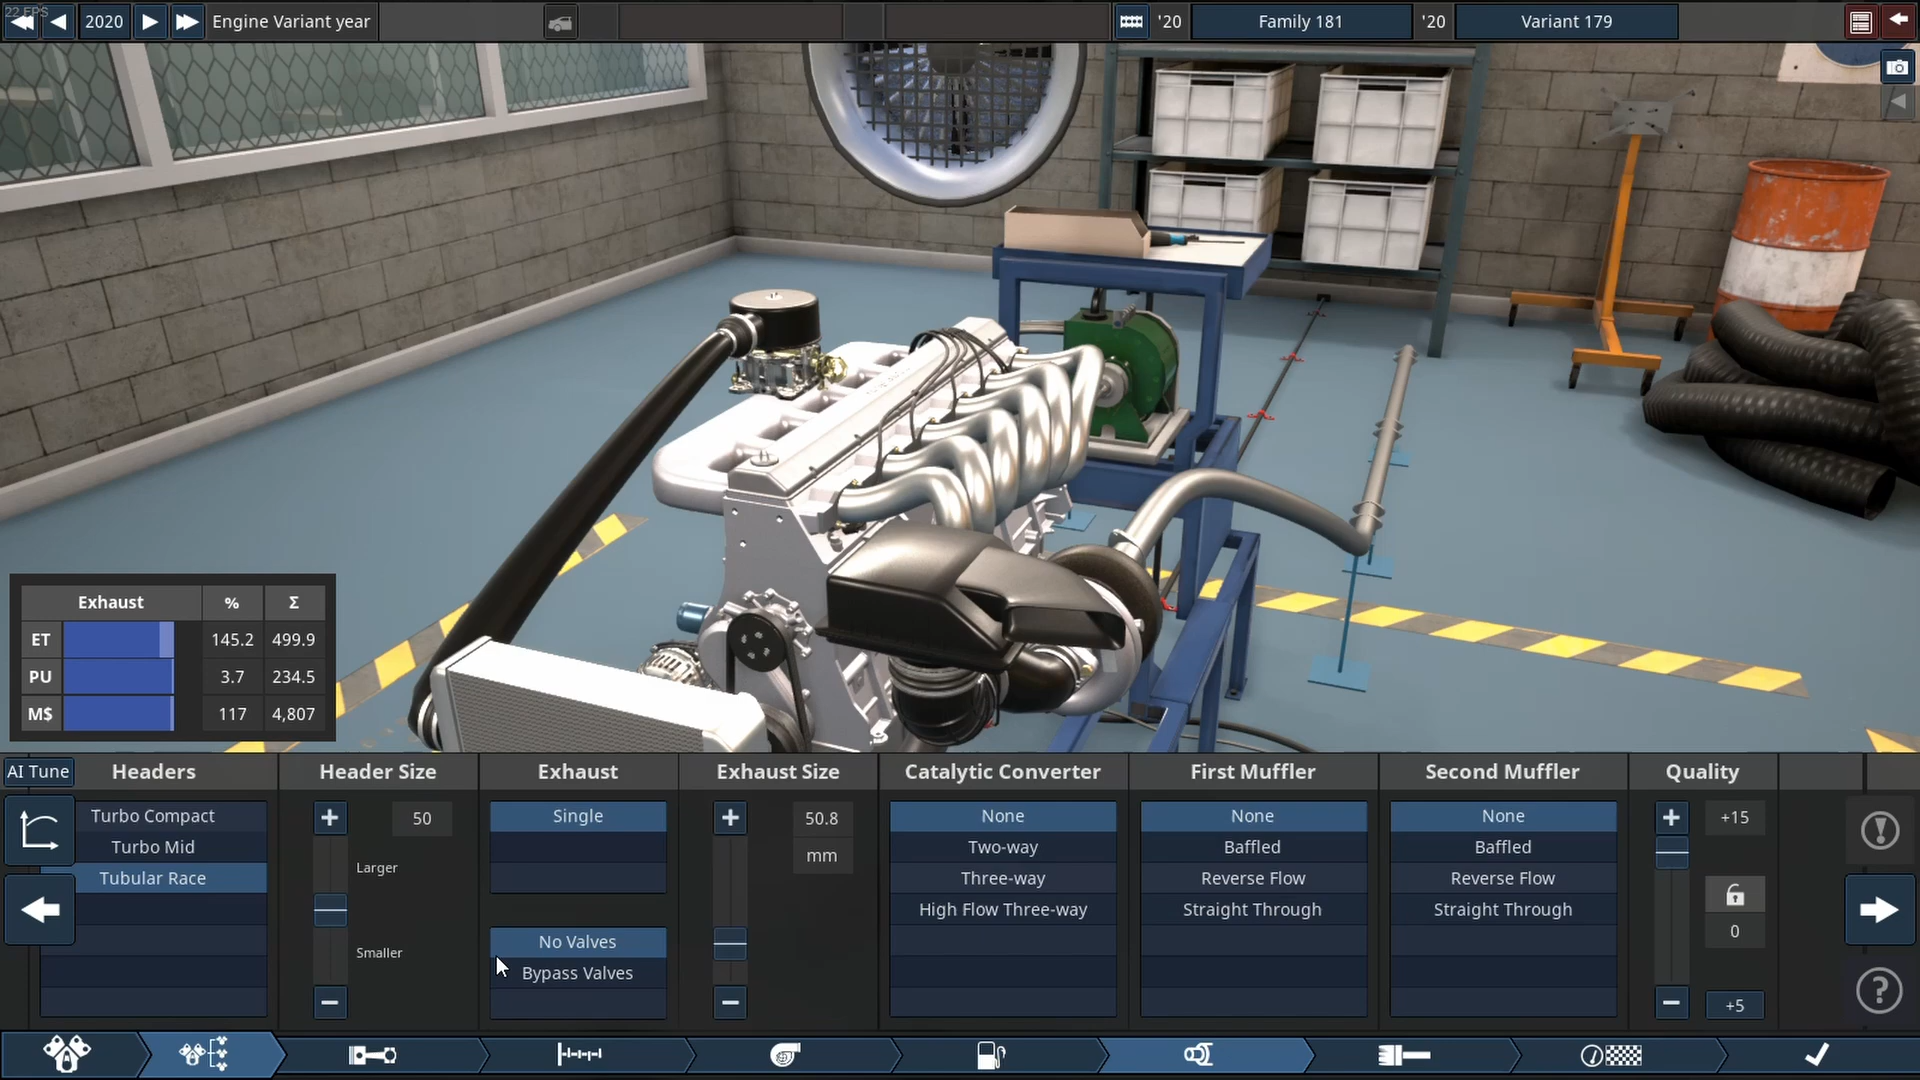 22 FPS
2020
Engine Variant year
'20
Family 181
'20
Variant 179
Exhaust % Σ
ET 145.2 499.9
PU 3.7 234.5
M$ 117 4,807
AI Tune
Headers
Turbo Compact
Turbo Mid
Tubular Race
Header Size
50
Larger
Smaller
Exhaust
Single
No Valves
Bypass Valves
Exhaust Size
50.8
mm
Catalytic Converter
None
Two-way
Three-way
High Flow Three-way
First Muffler
None
Baffled
Reverse Flow
Straight Through
Second Muffler
None
Baffled
Reverse Flow
Straight Through
Quality
+15
0
+5